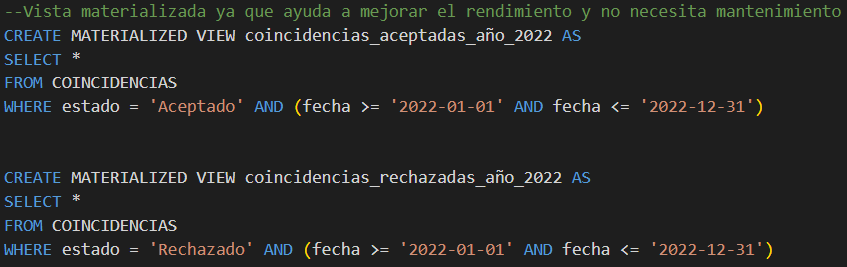 --Vista materializada ya que ayuda a mejorar el rendimiento y no necesita mantenimiento
CREATE MATERIALIZED VIEW coincidencias_aceptadas_año_2022 AS
SELECT *
FROM COINCIDENCIAS
WHERE estado = 'Aceptado' AND (fecha >= '2022-01-01' AND fecha <= '2022-12-31')
CREATE MATERIALIZED VIEW coincidencias_rechazadas_año_2022 AS
SELECT *
FROM COINCIDENCIAS
WHERE estado = 'Rechazado' AND (fecha >= '2022-01-01' AND fecha <= '2022-12-31')